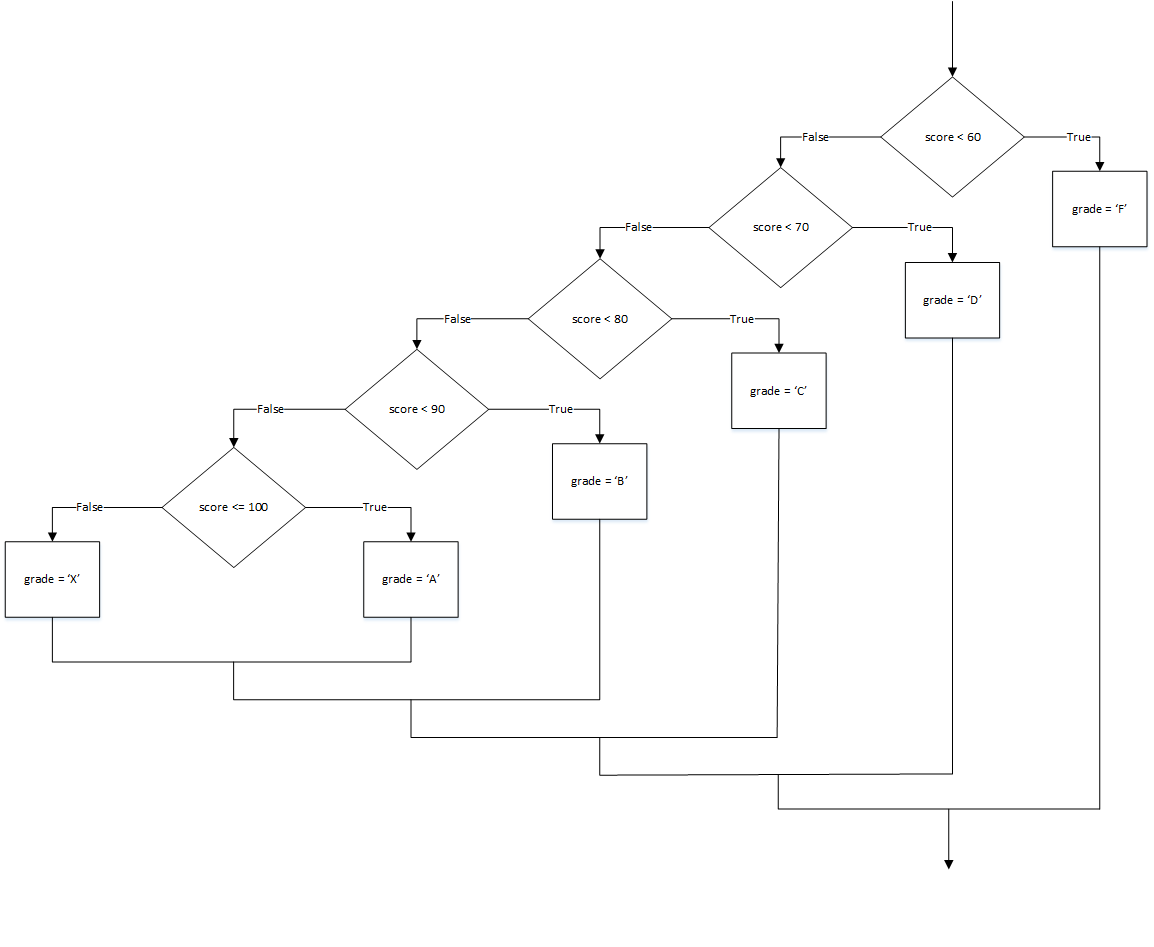 score < 60
False
True
grade = ‘F’
score < 70
False
True
grade = ‘D’
score < 80
False
True
grade = ‘C’
score < 90
False
True
grade = ‘B’
score <= 100
False
True
grade = ‘X’
grade = ‘A’